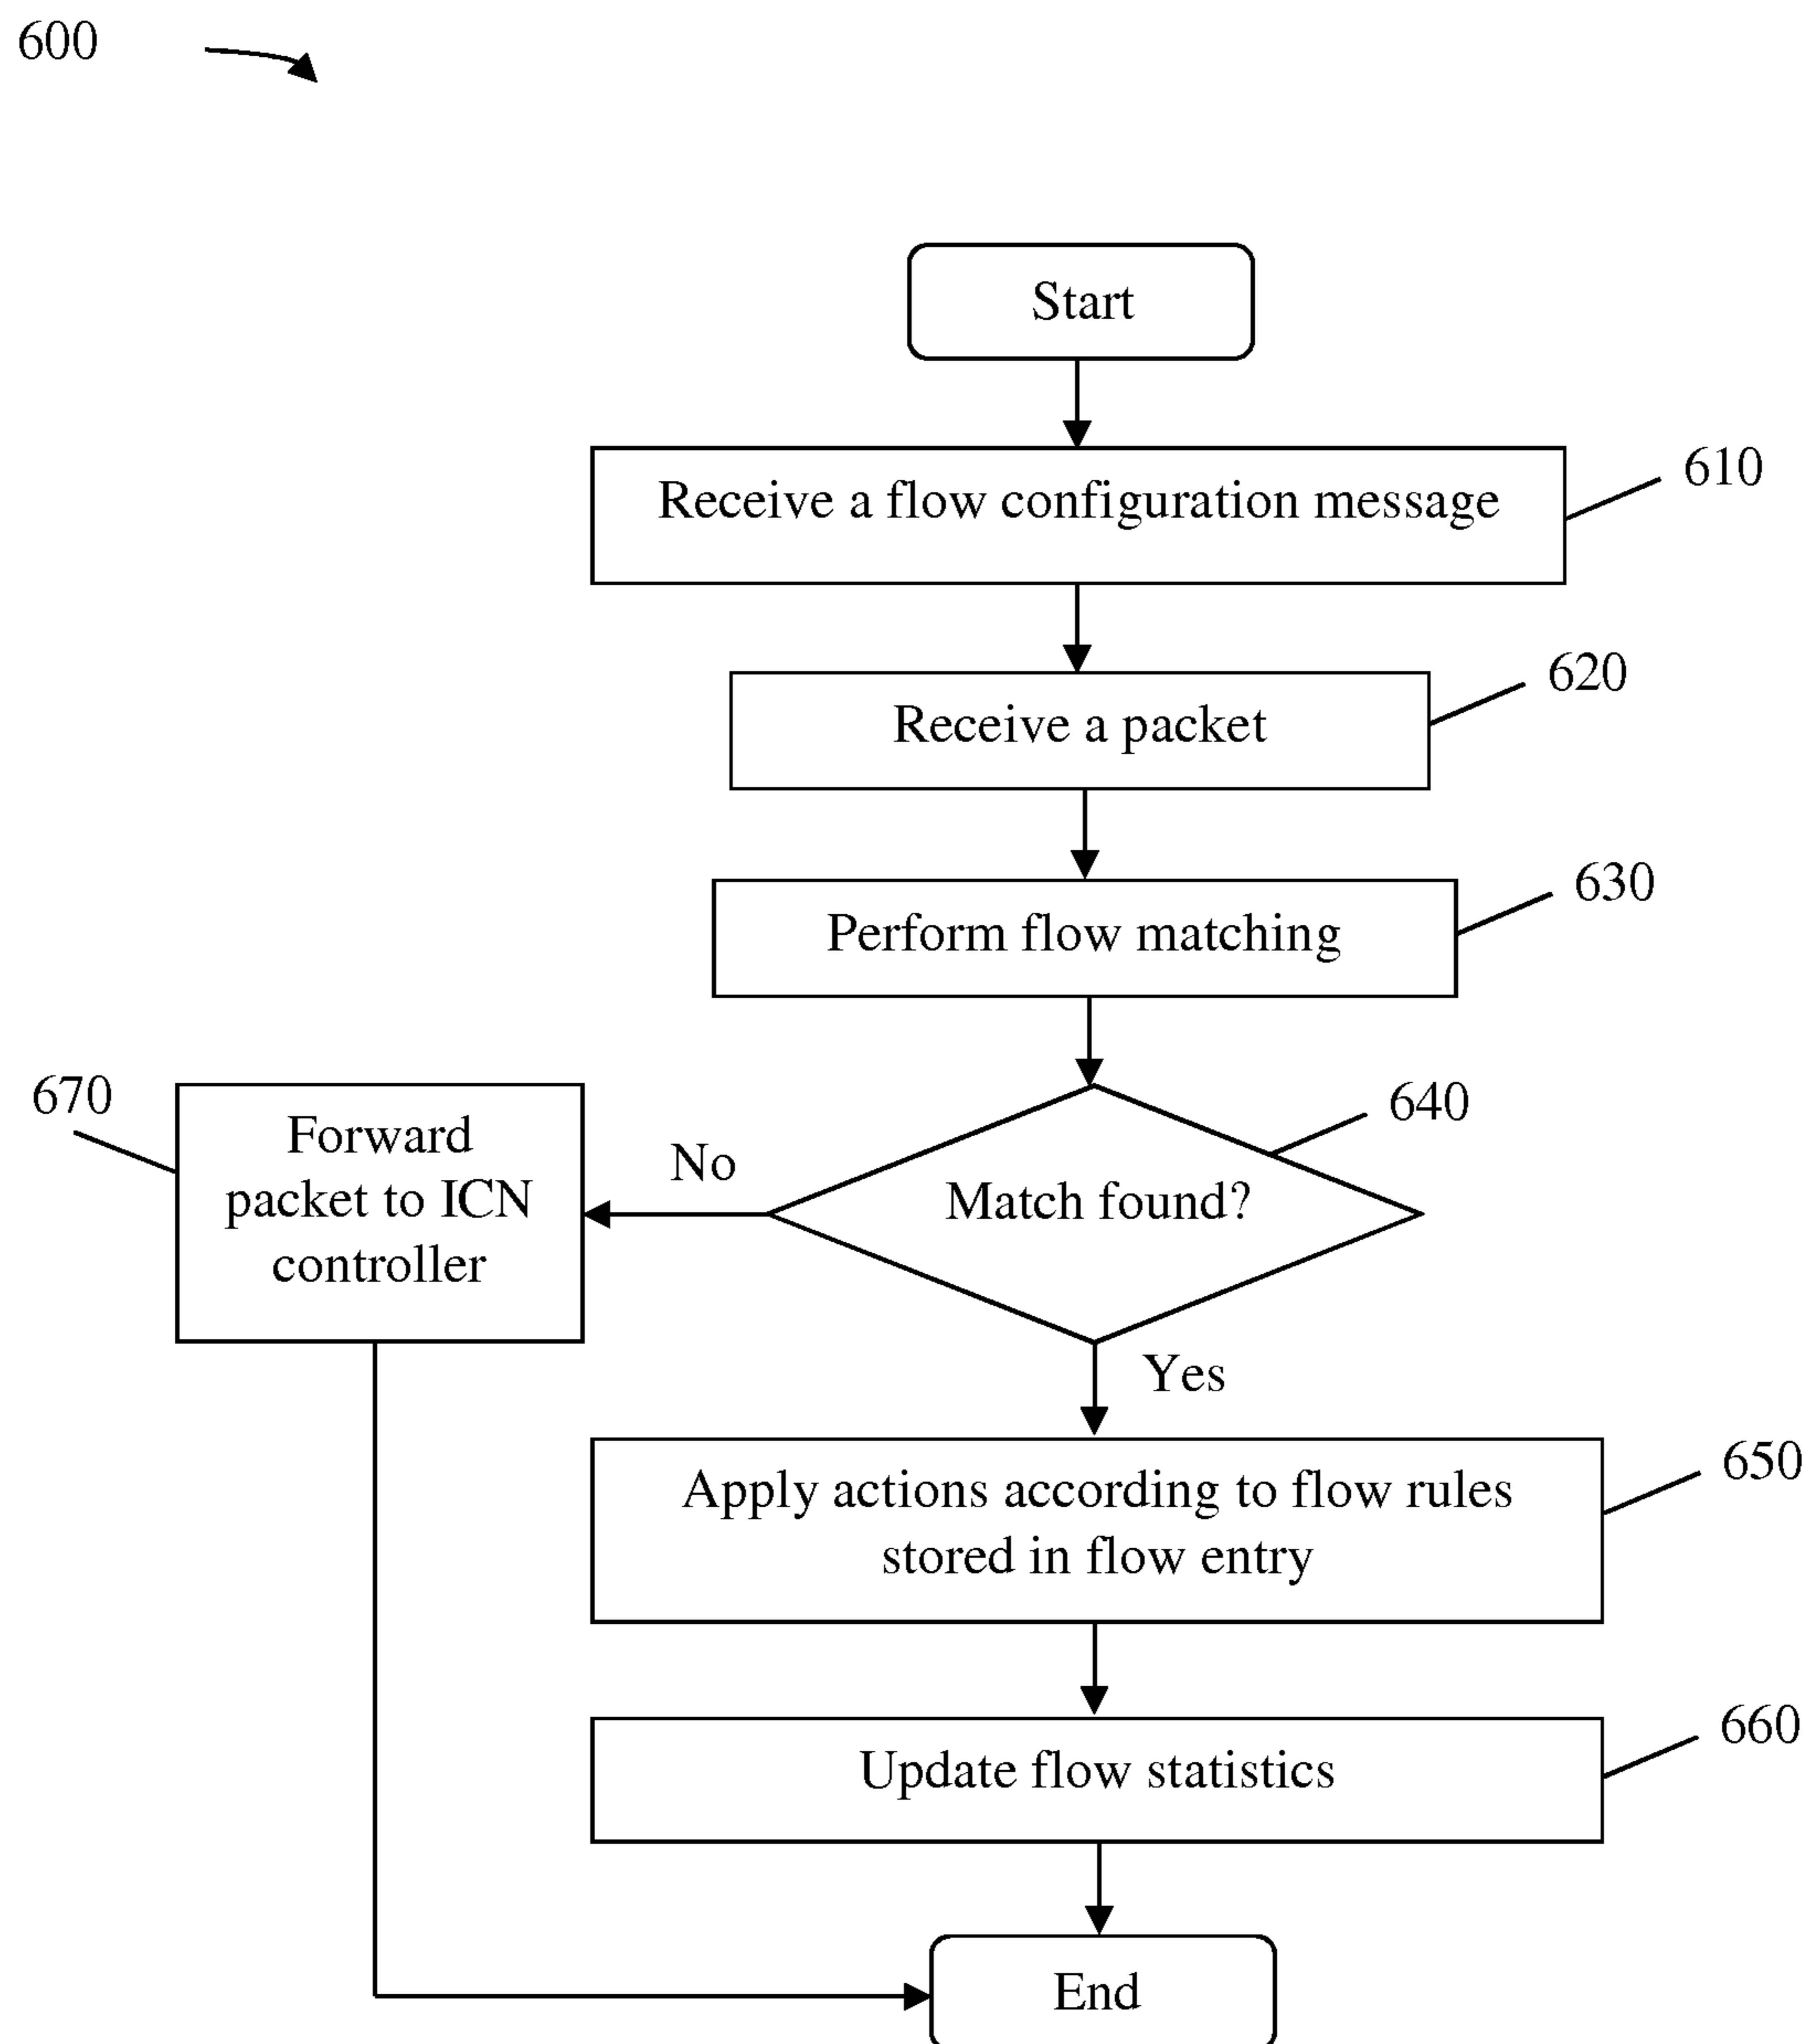 600
Start
Receive a flow configuration message
610
Receive a packet
620
Perform flow matching
630
670
Forward
packet to ICN
controller
No
Match found?
640
Yes
Apply actions according to flow rules
stored in flow entry
650
Update flow statistics
660
End